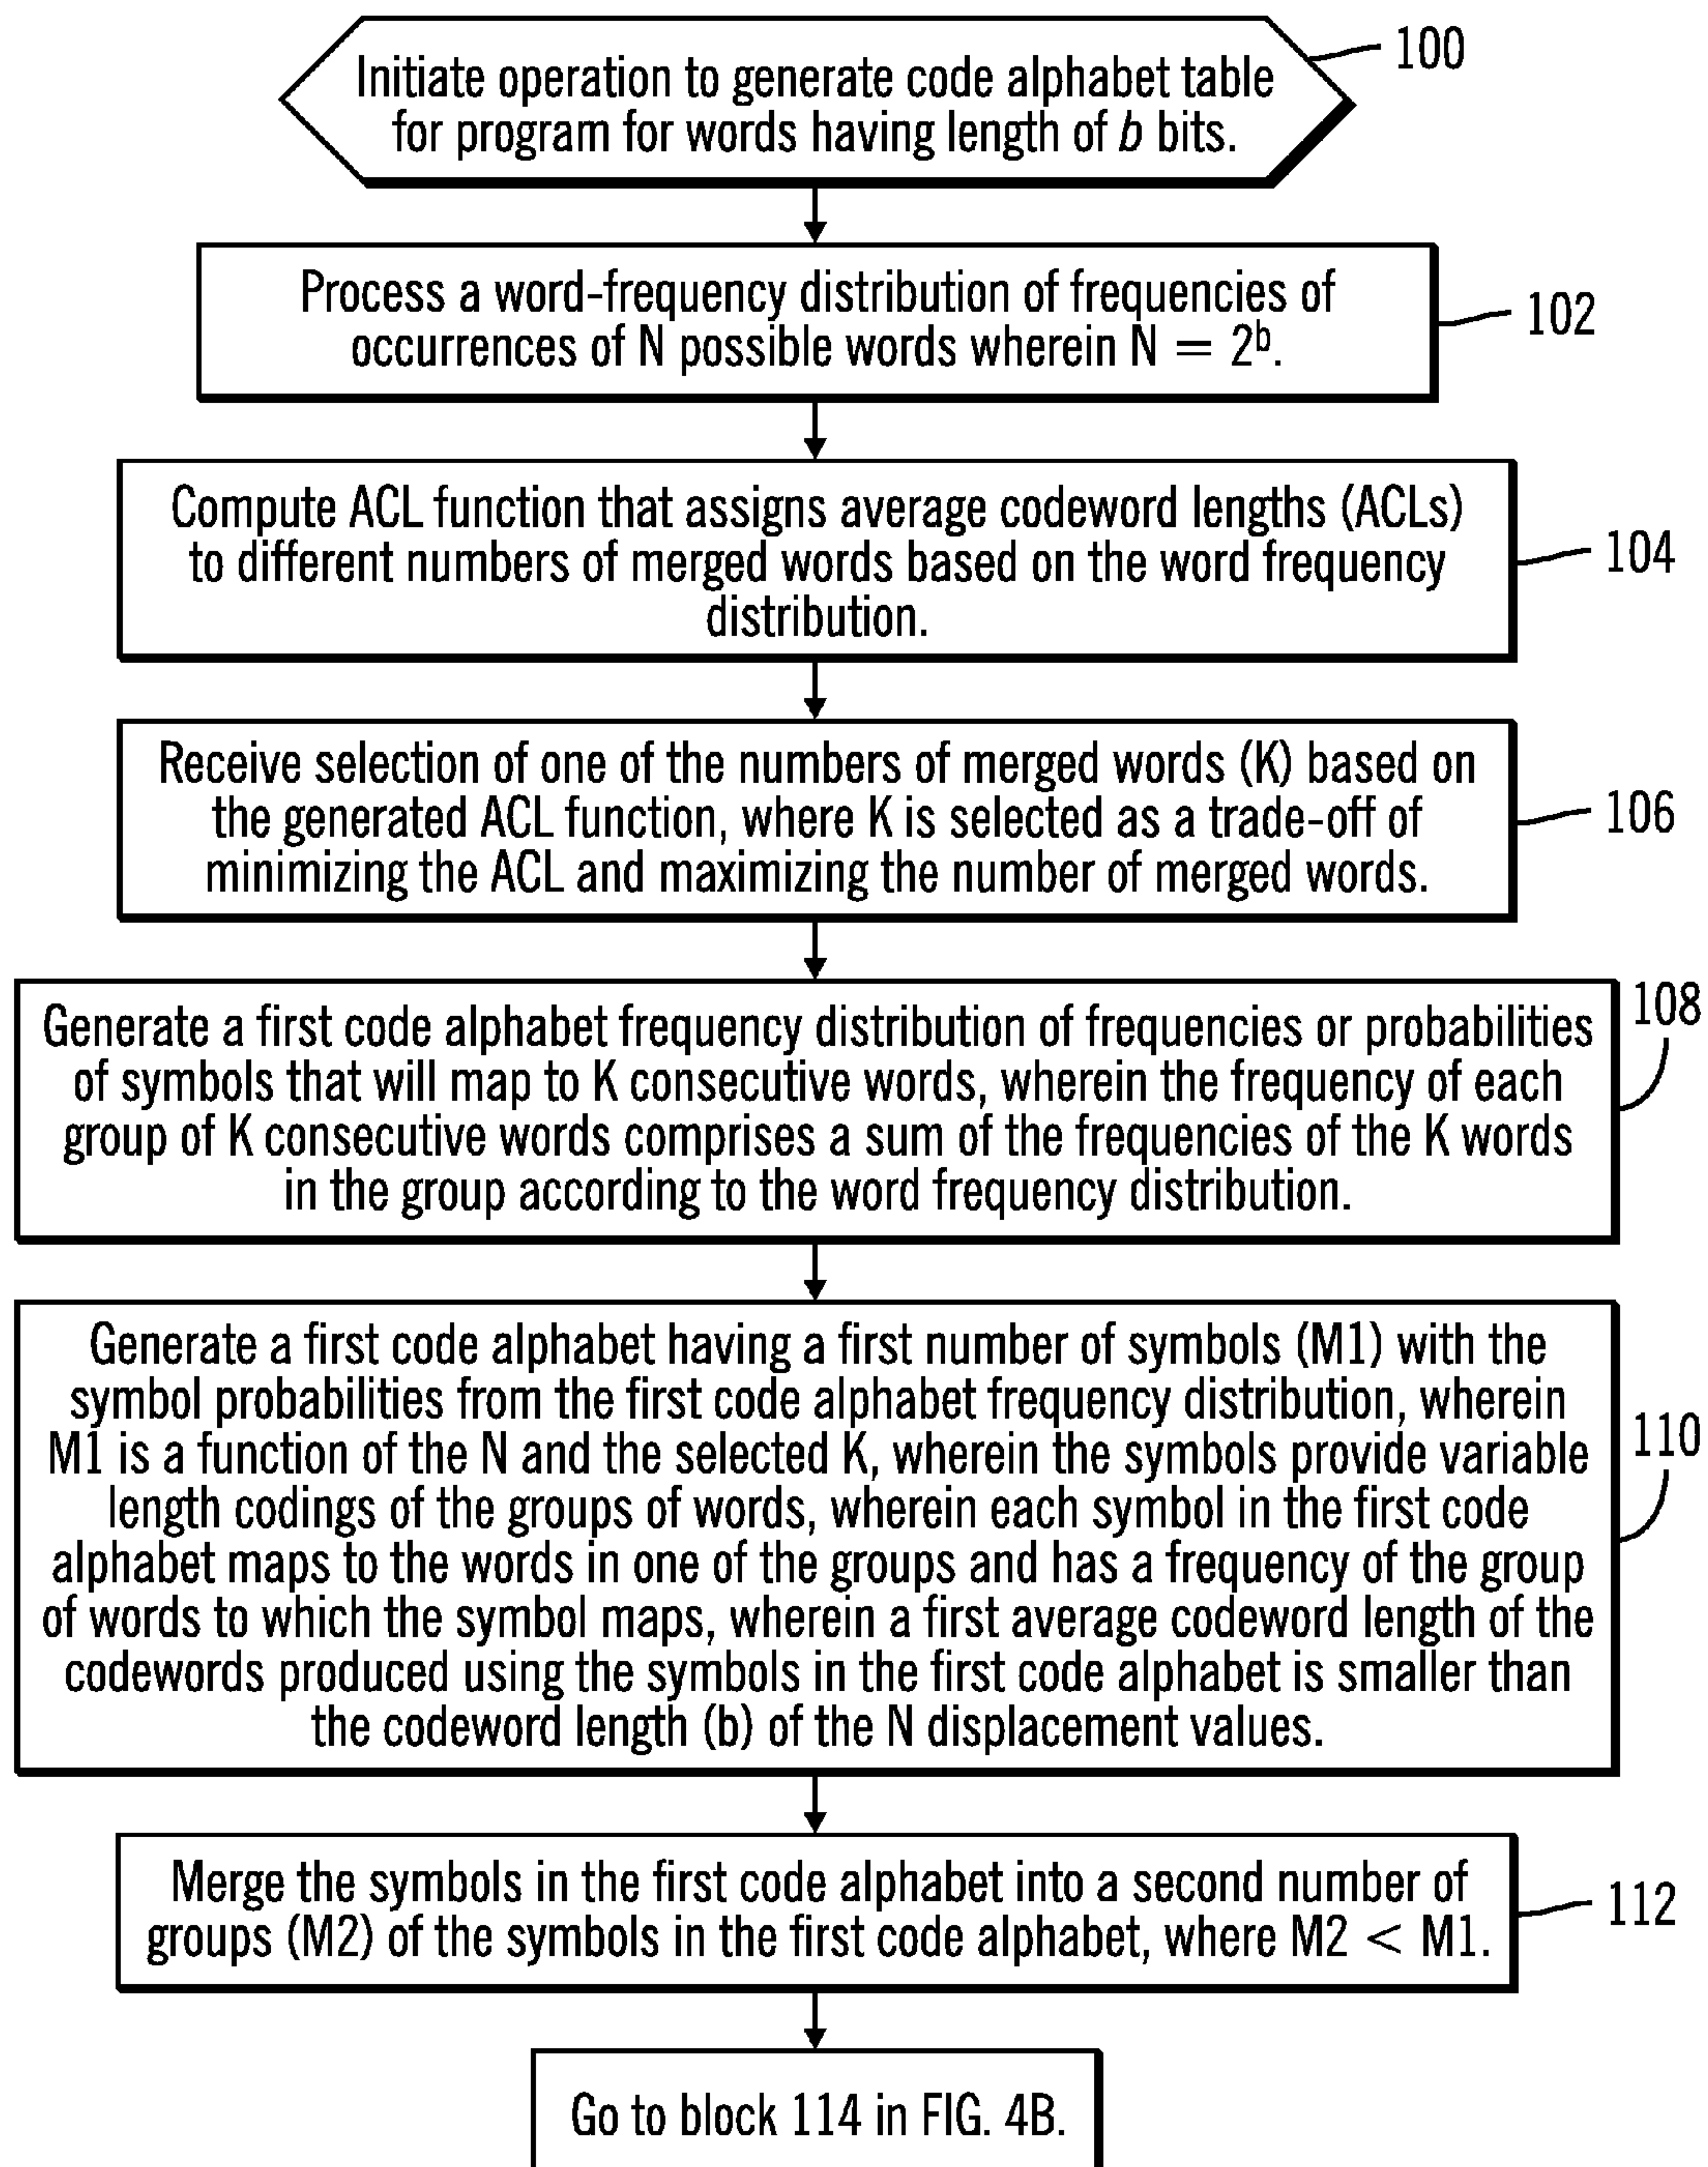 Initiate operation to generate code alphabet table
for program for words having length of b bits.
100
Process a word-frequency distribution of frequencies of
occurrences of N possible words wherein N = 2ᵇ.
102
Compute ACL function that assigns average codeword lengths (ACLs)
to different numbers of merged words based on the word frequency
distribution.
104
Receive selection of one of the numbers of merged words (K) based on
the generated ACL function, where K is selected as a trade-off of
minimizing the ACL and maximizing the number of merged words.
106
Generate a first code alphabet frequency distribution of frequencies or probabilities
of symbols that will map to K consecutive words, wherein the frequency of each
group of K consecutive words comprises a sum of the frequencies of the K words
in the group according to the word frequency distribution.
108
Generate a first code alphabet having a first number of symbols (M1) with the
symbol probabilities from the first code alphabet frequency distribution, wherein
M1 is a function of the N and the selected K, wherein the symbols provide variable
length codings of the groups of words, wherein each symbol in the first code
alphabet maps to the words in one of the groups and has a frequency of the group
of words to which the symbol maps, wherein a first average codeword length of the
codewords produced using the symbols in the first code alphabet is smaller than
the codeword length (b) of the N displacement values.
110
Merge the symbols in the first code alphabet into a second number of
groups (M2) of the symbols in the first code alphabet, where M2 < M1.
112
Go to block 114 in FIG. 4B.